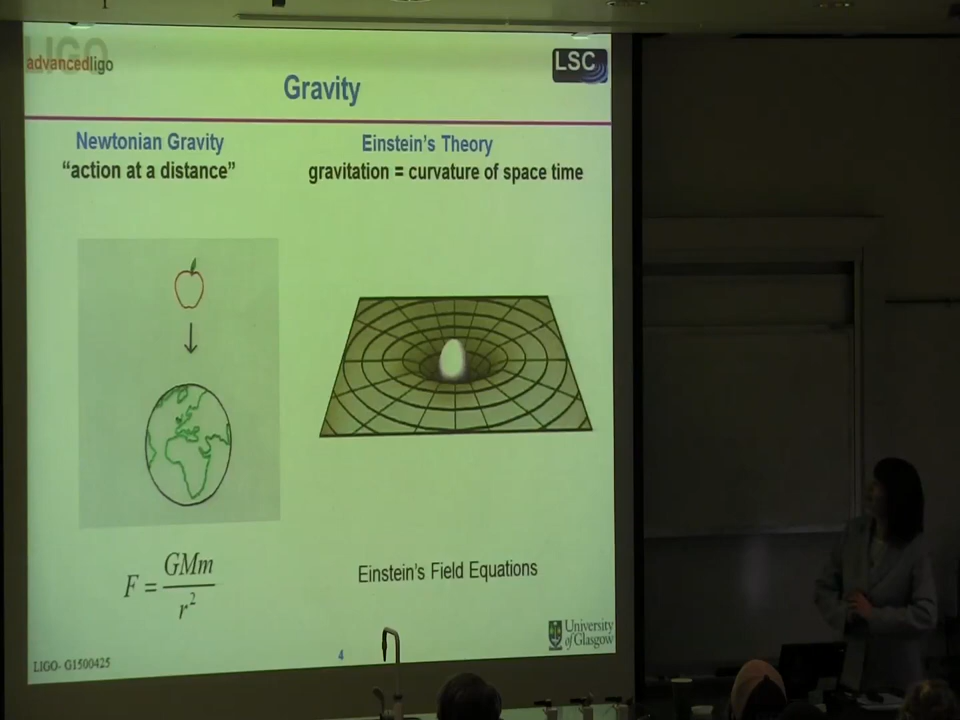 LIGO
advancedligo
LSC
Gravity
Newtonian Gravity
“action at a distance”
Einstein’s Theory
gravitation = curvature of space time
F = GMm / r²
Einstein’s Field Equations
University
of Glasgow
LIGO- G1500425
4